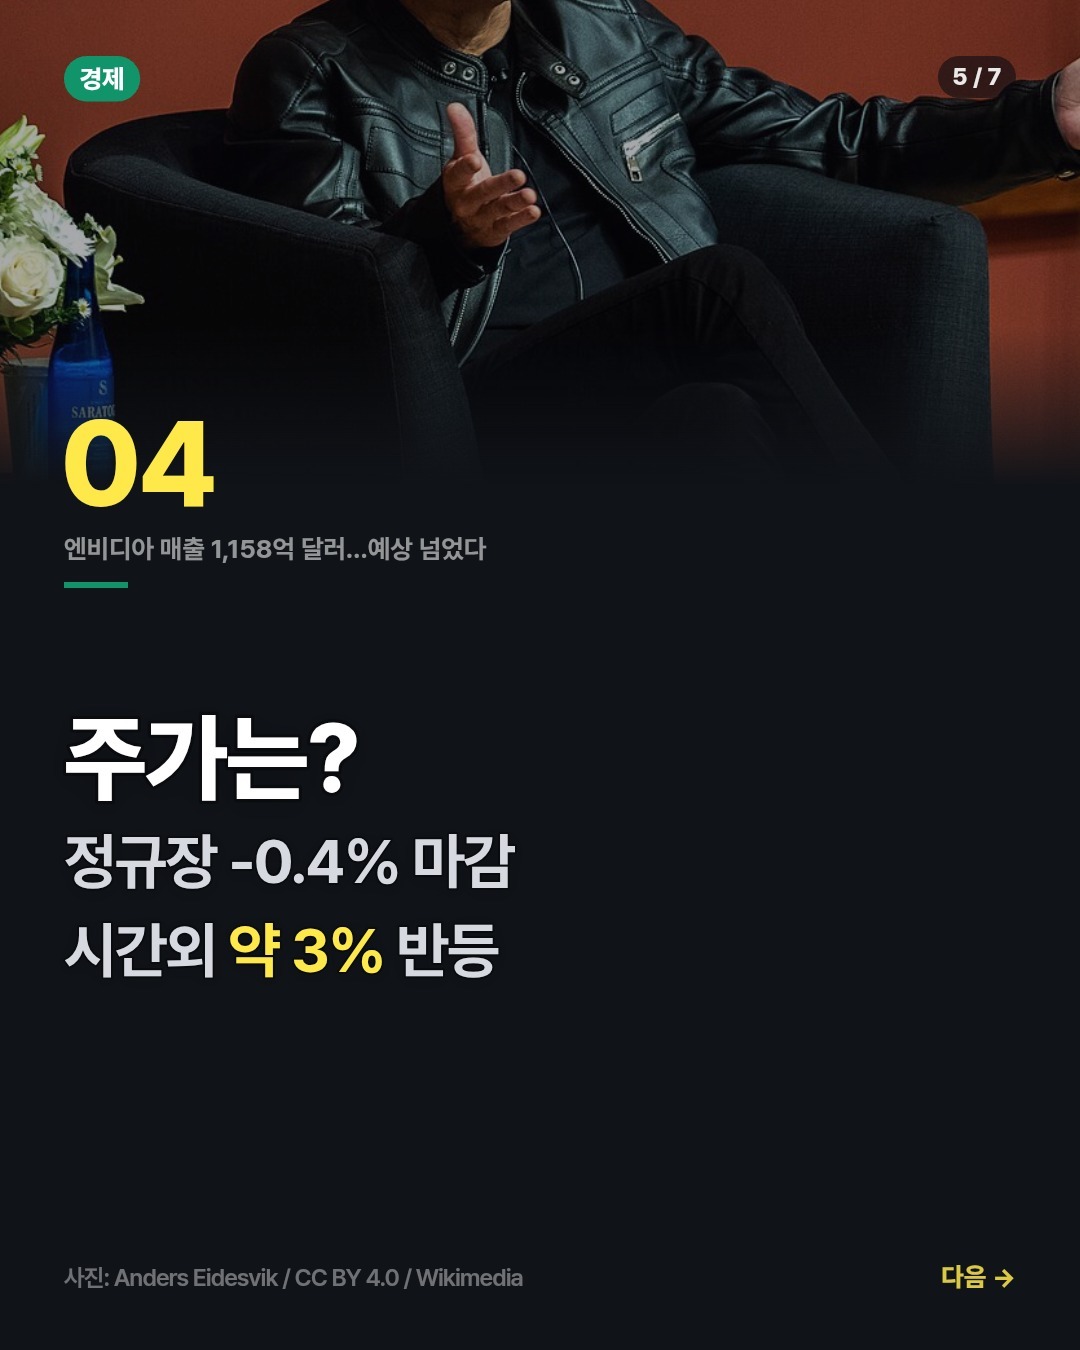 경제
5 / 7
S
SARATO
04
엔비디아 매출 1,158억 달러...예상 넘었다
주가는?
정규장 -0.4% 마감
시간외 약 3% 반등
사진: Anders Eidesvik / CC BY 4.0 / Wikimedia
다음 →